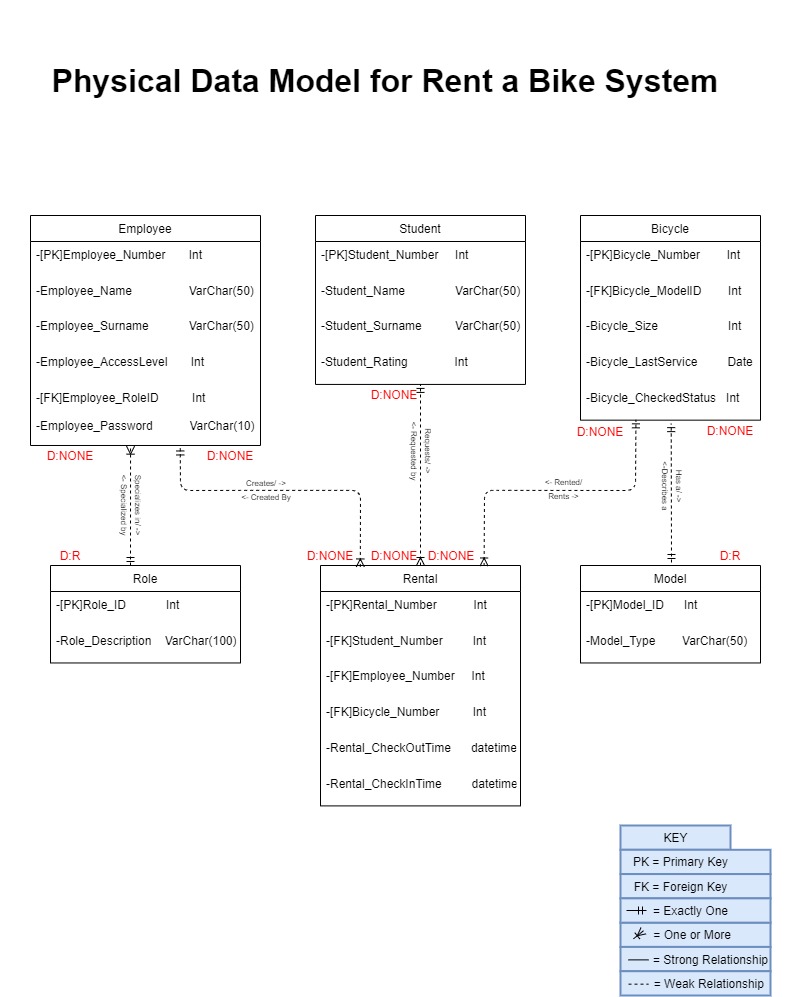 Physical Data Model for Rent a Bike System
Employee
-[PK]Employee_Number Int
-Employee_Name VarChar(50)
-Employee_Surname VarChar(50)
-Employee_AccessLevel Int
-[FK]Employee_RoleID Int
-Employee_Password VarChar(10)
Student
-[PK]Student_Number Int
-Student_Name VarChar(50)
-Student_Surname VarChar(50)
-Student_Rating Int
Bicycle
-[PK]Bicycle_Number Int
-[FK]Bicycle_ModelID Int
-Bicycle_Size Int
-Bicycle_LastService Date
-Bicycle_CheckedStatus Int
D:NONE
D:NONE
D:NONE
D:NONE
D:NONE
Specializes in/ ->
<- Specialized by
Creates/ ->
<- Created By
Requests/ ->
<- Requested by
<- Rented/
Rents ->
Has a/ ->
<-Describes a
D:R
D:NONE
D:NONE
D:NONE
D:R
Role
-[PK]Role_ID Int
-Role_Description VarChar(100)
Rental
-[PK]Rental_Number Int
-[FK]Student_Number Int
-[FK]Employee_Number Int
-[FK]Bicycle_Number Int
-Rental_CheckOutTime datetime
-Rental_CheckInTime datetime
Model
-[PK]Model_ID Int
-Model_Type VarChar(50)
KEY
PK = Primary Key
FK = Foreign Key
= Exactly One
= One or More
= Strong Relationship
= Weak Relationship